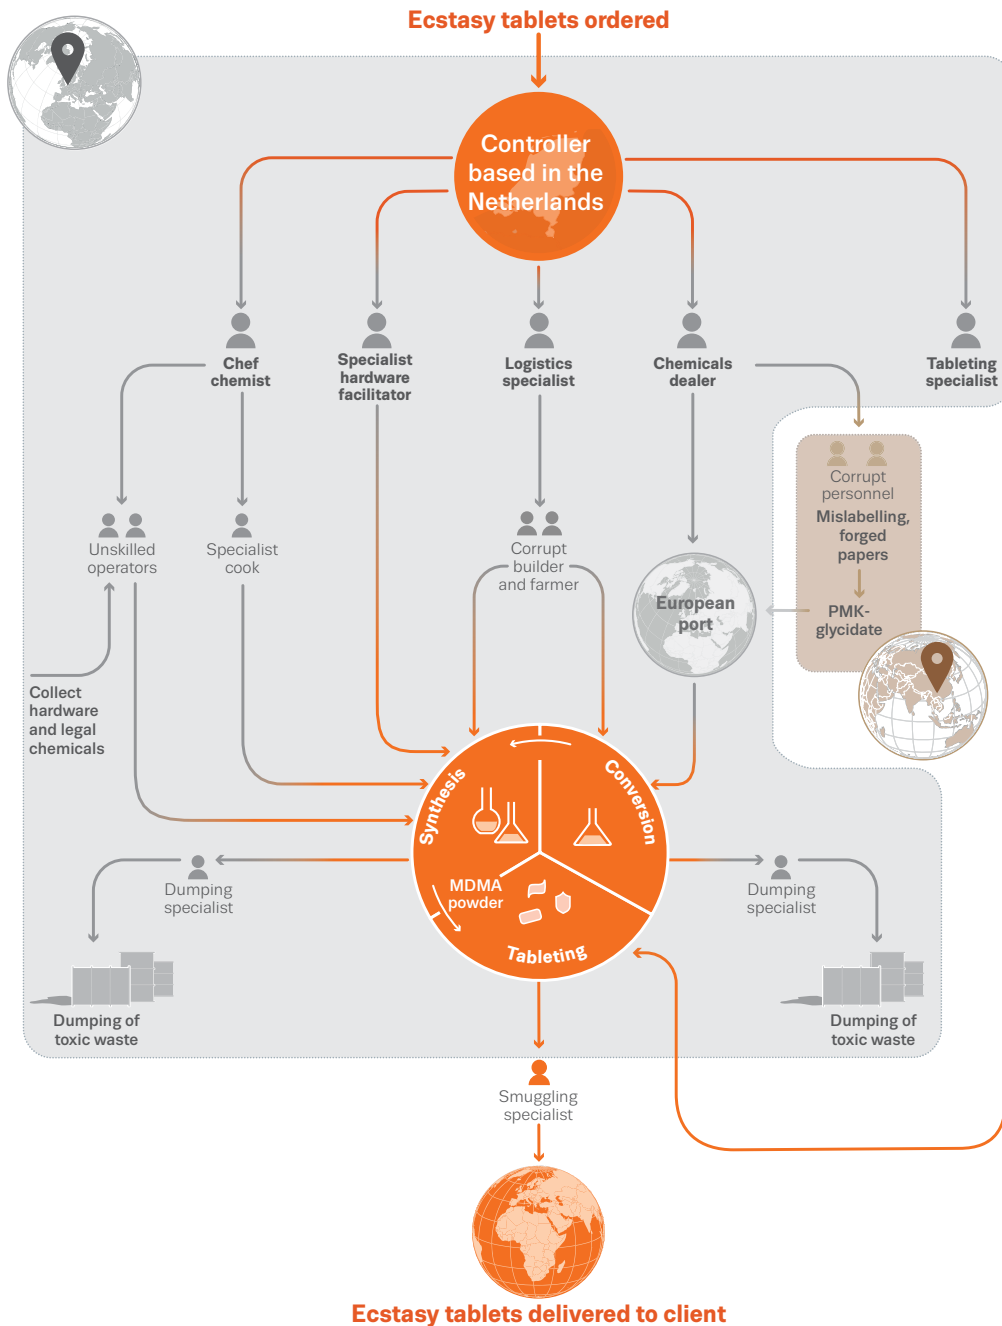 Ecstasy tablets ordered
Controller
based in the
Netherlands
Chef
chemist
Specialist
hardware
facilitator
Logistics
specialist
Chemicals
dealer
Tableting
specialist
Corrupt
personnel
Mislabelling,
forged
papers
PMK-
glycidate
Unskilled
operators
Specialist
cook
Corrupt
builder
and farmer
European
port
Collect
hardware
and legal
chemicals
Synthesis
Conversion
MDMA
powder
Tableting
Dumping
specialist
Dumping
specialist
Dumping of
toxic waste
Dumping of
toxic waste
Smuggling
specialist
Ecstasy tablets delivered to client